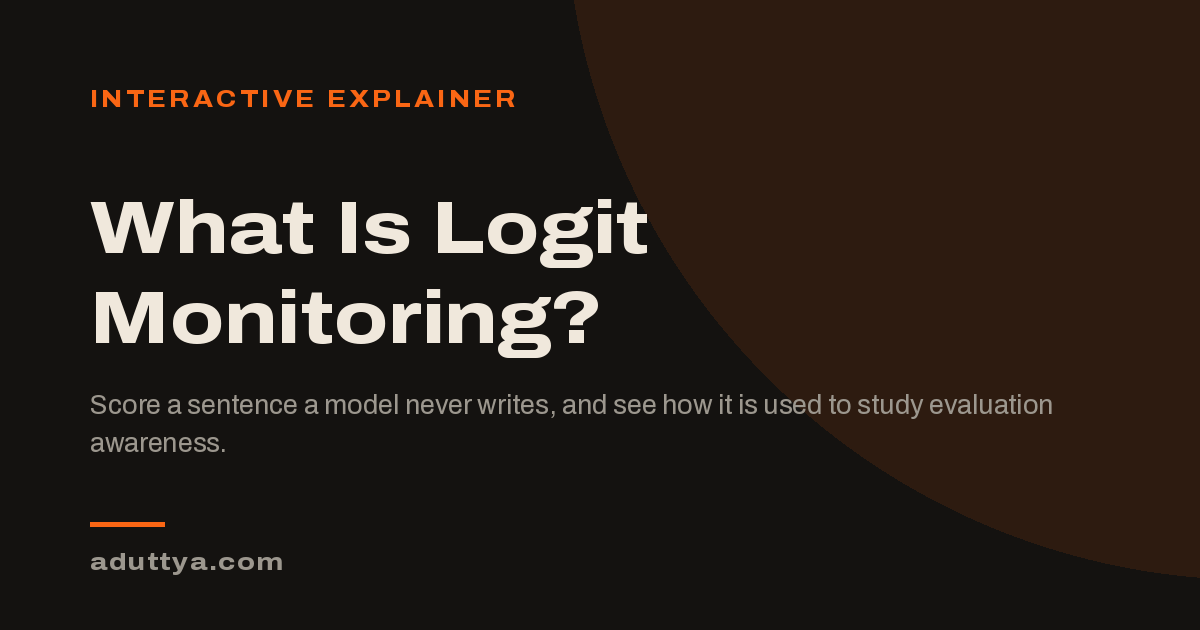 INTERACTIVE EXPLAINER
What Is Logit
Monitoring?
Score a sentence a model never writes, and see how it is used to study evaluation
awareness.
aduttya.com